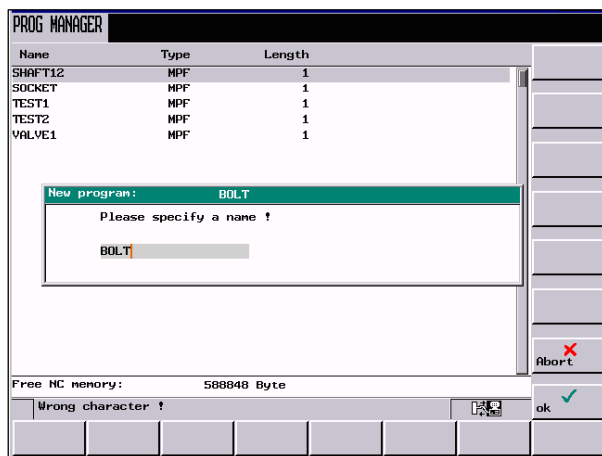 PROG MANAGER
Name Type Length
SHAFT12 MPF 1
SOCKET MPF 1
TEST1 MPF 1
TEST2 MPF 1
VALVE1 MPF 1
New program: BOLT
Please specify a name !
BOLT
Abort
Free NC memory: 588848 Byte
Wrong character !
ok